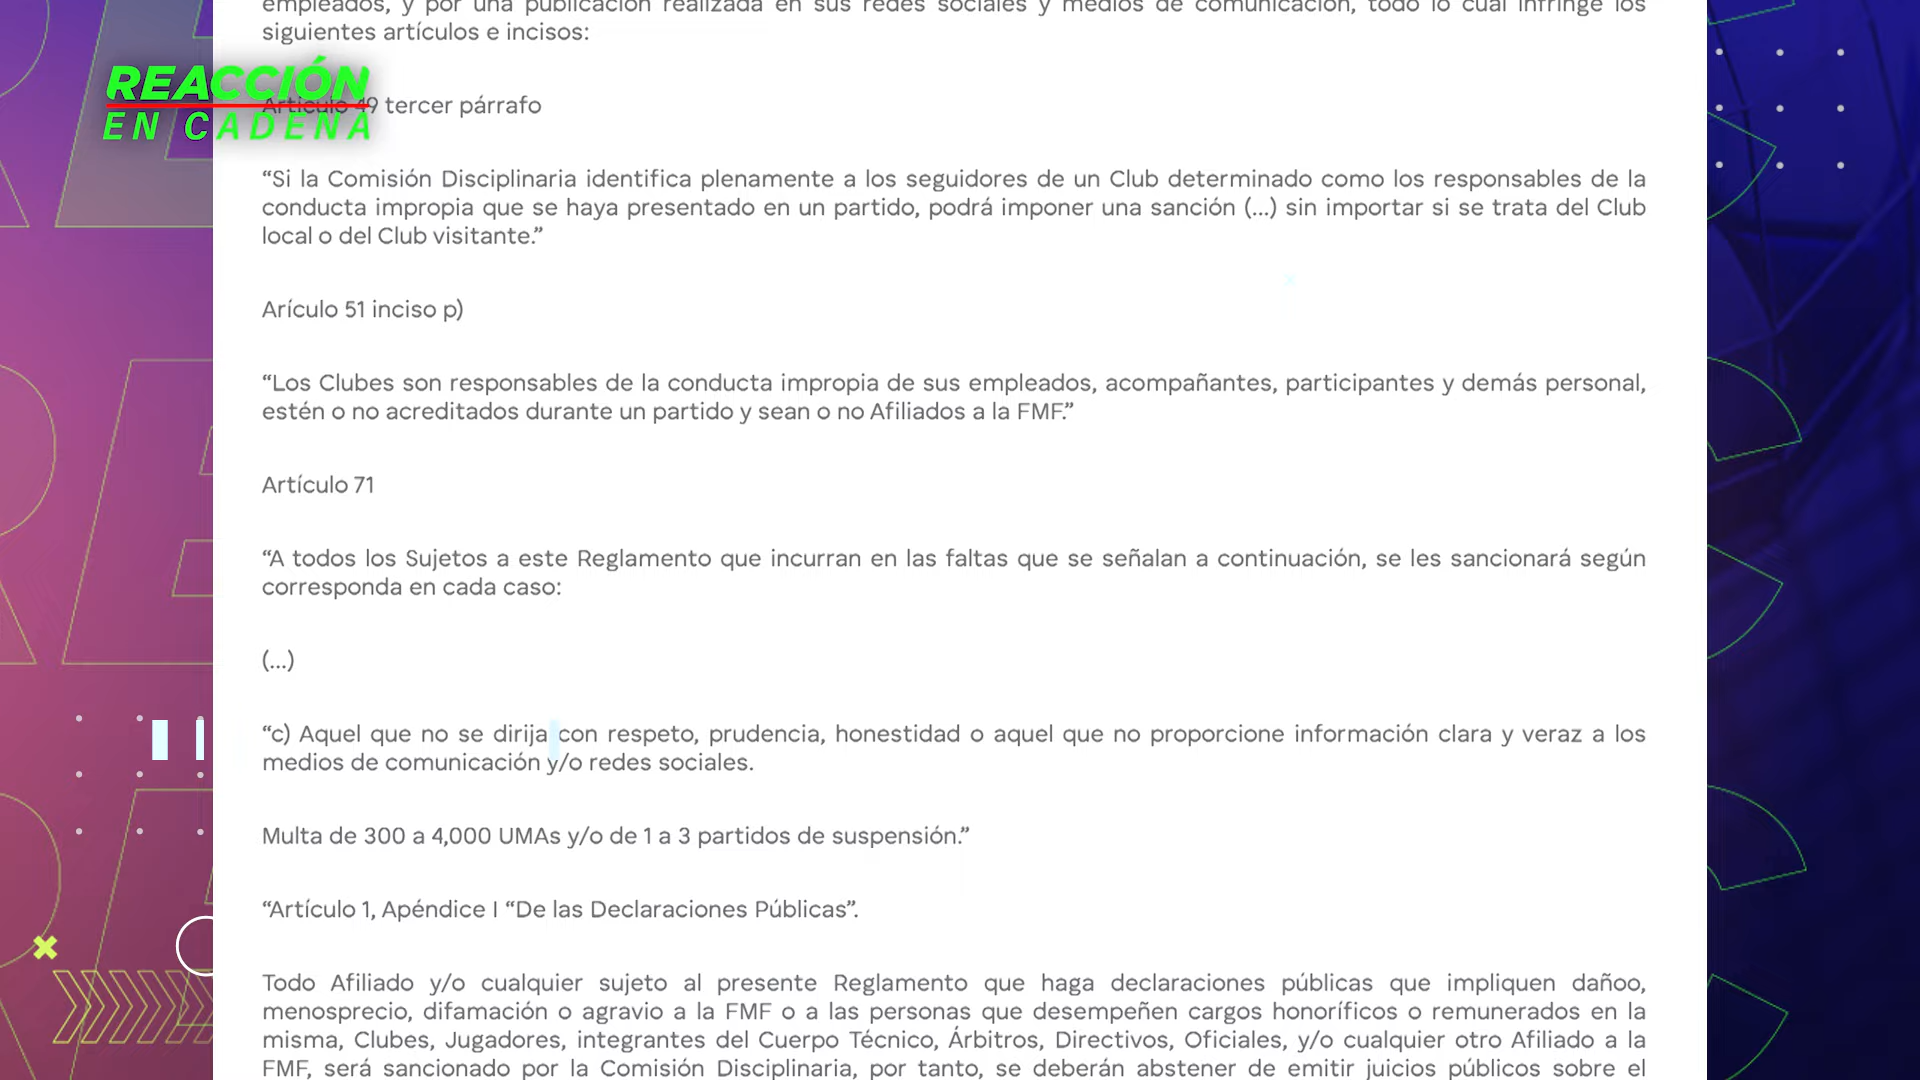 empleados, y por una publicación realizada en sus redes sociales y medios de comunicación, todo lo cual infringe los
siguientes artículos e incisos:
REACCIÓN
EN CADENA
Artículo 49 tercer párrafo
“Si la Comisión Disciplinaria identifica plenamente a los seguidores de un Club determinado como los responsables de la
conducta impropia que se haya presentado en un partido, podrá imponer una sanción (...) sin importar si se trata del Club
local o del Club visitante.”
Arículo 51 inciso p)
“Los Clubes son responsables de la conducta impropia de sus empleados, acompañantes, participantes y demás personal,
estén o no acreditados durante un partido y sean o no Afiliados a la FMF.”
Artículo 71
“A todos los Sujetos a este Reglamento que incurran en las faltas que se señalan a continuación, se les sancionará según
corresponda en cada caso:
(...)
“c) Aquel que no se dirija con respeto, prudencia, honestidad o aquel que no proporcione información clara y veraz a los
medios de comunicación y/o redes sociales.
Multa de 300 a 4,000 UMAs y/o de 1 a 3 partidos de suspensión.”
“Artículo 1, Apéndice I “De las Declaraciones Públicas”.
Todo Afiliado y/o cualquier sujeto al presente Reglamento que haga declaraciones públicas que impliquen dañoo,
menosprecio, difamación o agravio a la FMF o a las personas que desempeñen cargos honoríficos o remunerados en la
misma, Clubes, Jugadores, integrantes del Cuerpo Técnico, Árbitros, Directivos, Oficiales, y/o cualquier otro Afiliado a la
FMF, será sancionado por la Comisión Disciplinaria, por tanto, se deberán abstener de emitir juicios públicos sobre el